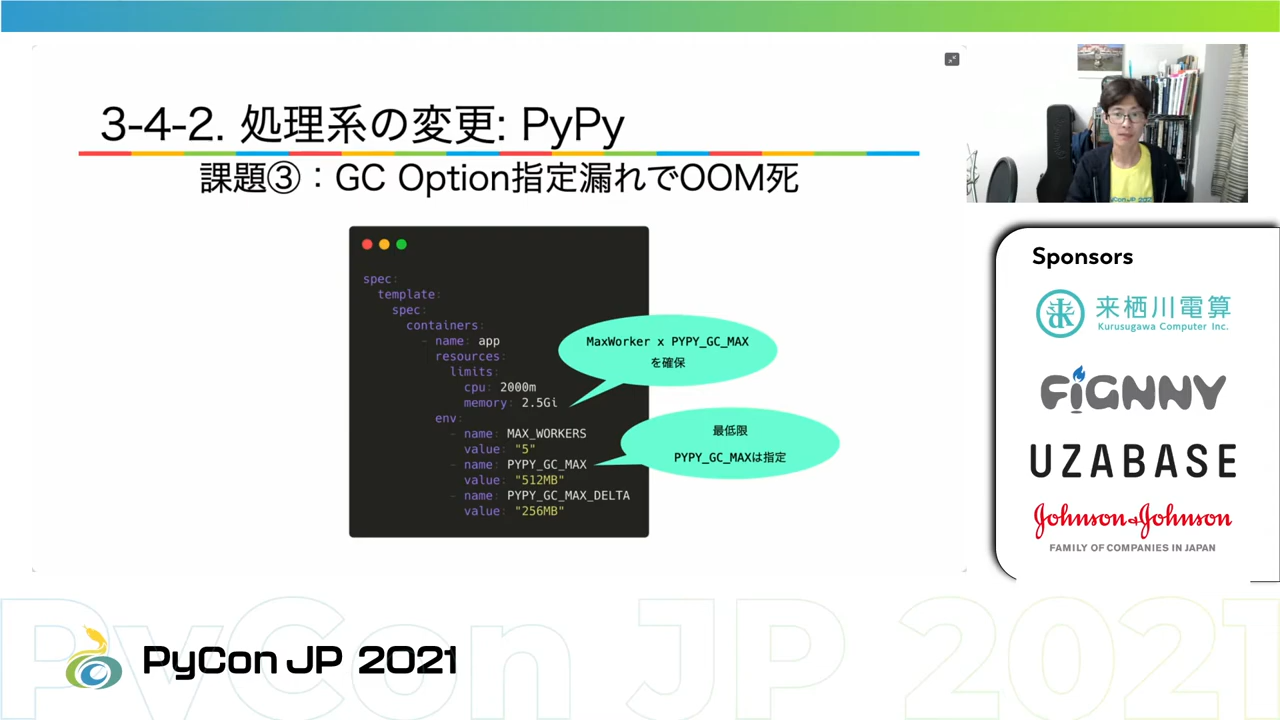 3-4-2. 処理系の変更: PyPy
課題③：GC Option指定漏れでOOM死
spec:
template:
spec:
containers:
- name: app
resources:
limits:
cpu: 2000m
memory: 2.5Gi
env:
- name: MAX_WORKERS
value: "5"
- name: PYPY_GC_MAX
value: "512MB"
- name: PYPY_GC_MAX_DELTA
value: "256MB"
MaxWorker x PYPY_GC_MAX
を確保
最低限
PYPY_GC_MAXは指定
Sponsors
来栖川電算
Kurusugawa Computer Inc.
FiGNNY
UZABASE
Johnson & Johnson
FAMILY OF COMPANIES IN JAPAN
PyCon JP 2021
PyCon JP 2021